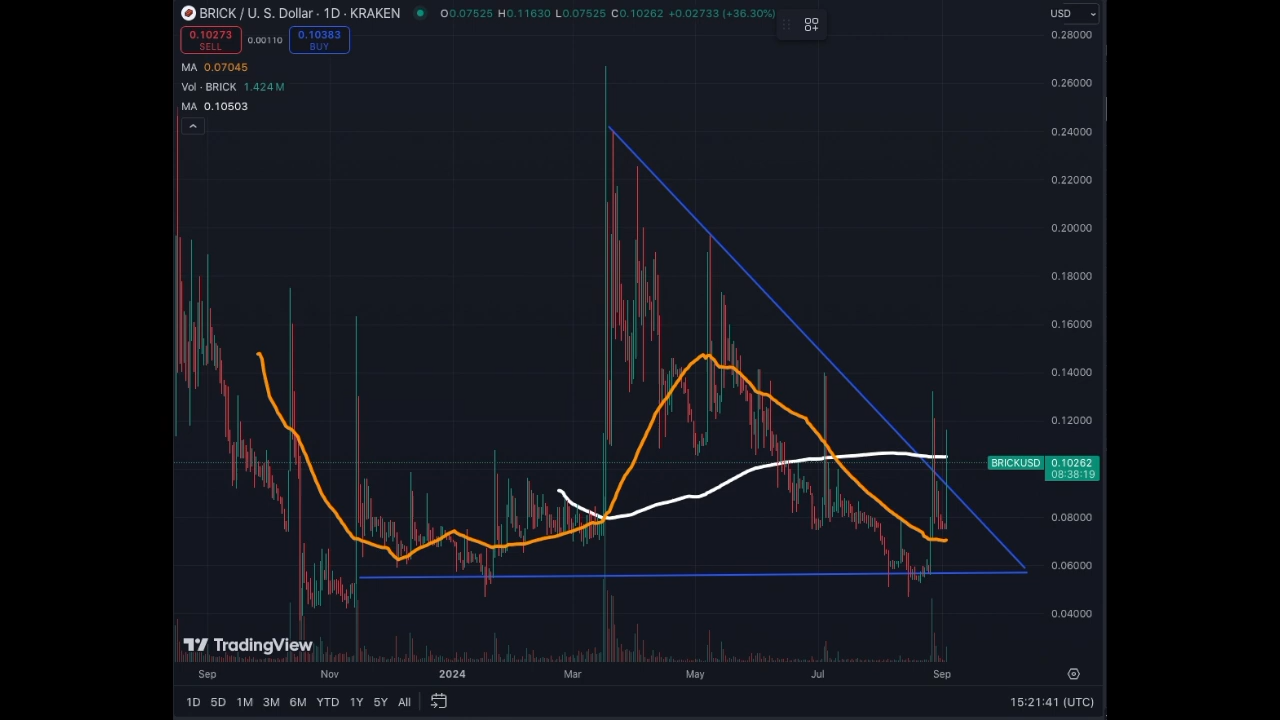 BRICK / U. S. Dollar · 1D · KRAKEN O0.07525 H0.11630 L0.07525 C0.10262 +0.02733 (+36.30%) USD
0.10273 SELL 0.00110 0.10383 BUY
MA 0.07045
Vol · BRICK 1.424 M
MA 0.10503
0.28000
0.26000
0.24000
0.22000
0.20000
0.18000
0.16000
0.14000
0.12000
BRICKUSD 0.10262
08:38:19
0.08000
0.06000
0.04000
TradingView
Sep Nov 2024 Mar May Jul Sep
1D 5D 1M 3M 6M YTD 1Y 5Y All 15:21:41 (UTC)